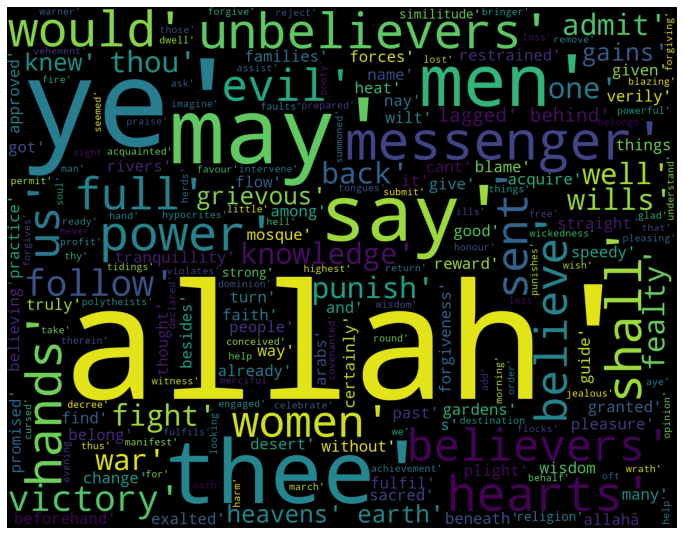 would'
unbelievers'
similitude'
bringer'
admit'
warner'
forgive'
reject'
those'
dwell'
vehement'
fire'
approved'
knew'
thou'
families'
assist'
forces'
restrained'
loss'
remove'
gains'
forgiving'
ye'
seemed'
evil'
ask'
imagine'
praise'
faults'
prepared'
name'
heat'
nay'
wilt'
men'
one'
given'
lost'
blazing'
verily'
powerful'
belongs'
got'
may'
booty'
summoned'
lagged'
behind'
messenger'
things
sight'
acquainted'
man'
permit'
soul'
rivers'
us'
full'
favour'
intervene'
flow'
back'
tongues'
it'
cant'
blame'
acquire'
well'
understand'
practice'
forgives'
grievous'
herds'
give'
things'
submit'
ills'
free'
glad'
that'
pleasing'
wills'
ready'
hand'
hypocrites'
little'
hell'
among'
say'
good'
honour'
wickedness
never
profit'
thy'
power'
mosque'
knowledge'
sent'
straight
follow'
tidings'
violates'
tranquillity
strong'
highest'
return'
reward'
speedy'
punishes'
wish'
fealty'
believing'
truly'
polytheists'
dominion'
turn'
wisdom'
punish'
believe'
shall'
take'
therein'
besides'
thought'
declared'
and'
faith'
conceived'
covenanted'
forgiveness'
less'
guide'
hands'
allah'
people
help
round'
way'
witness'
merciful'
already'
arabs'
certainly'
add'
morning'
order'
jealous'
aye'
promised'
cursed'
decree'
find'
thus'
manifest'
belong'
for'
fight'
engaged'
celebrate'
fulfils'
looking'
women'
past'
we'
s'
gardens'
destination'
flocks'
granted'
pleasure'
opinion'
evening'
war'
change'
oath'
harm'
desert'
without'
thee'
march'
achievement'
fulfil'
sacred'
believers'
plight'
wisdom
behalf'
oft
wrath'
many'
help'
victory'
beforehand'
exalted'
heavens'
earth'
beneath'
hearts'
religion'
allahâ